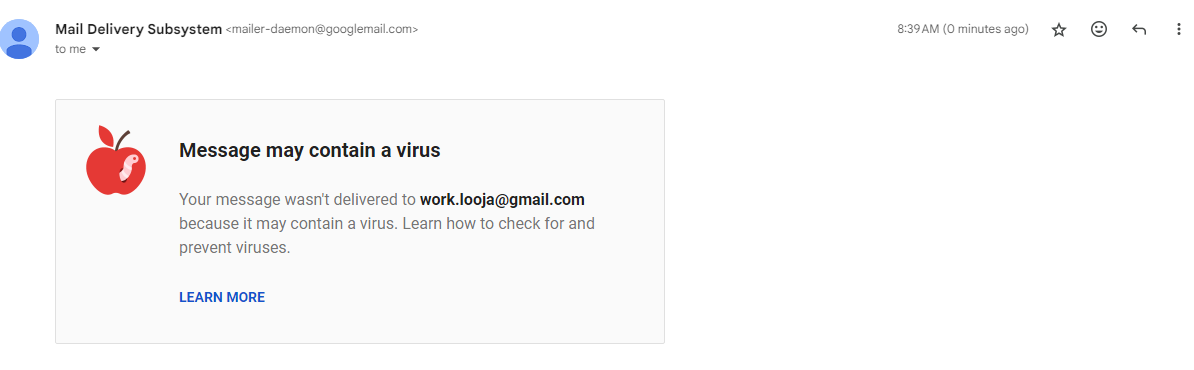 Mail Delivery Subsystem <mailer-daemon@googlemail.com>
8:39 AM (0 minutes ago)
to me
Message may contain a virus
Your message wasn't delivered to work.looja@gmail.com
because it may contain a virus. Learn how to check for and
prevent viruses.
LEARN MORE